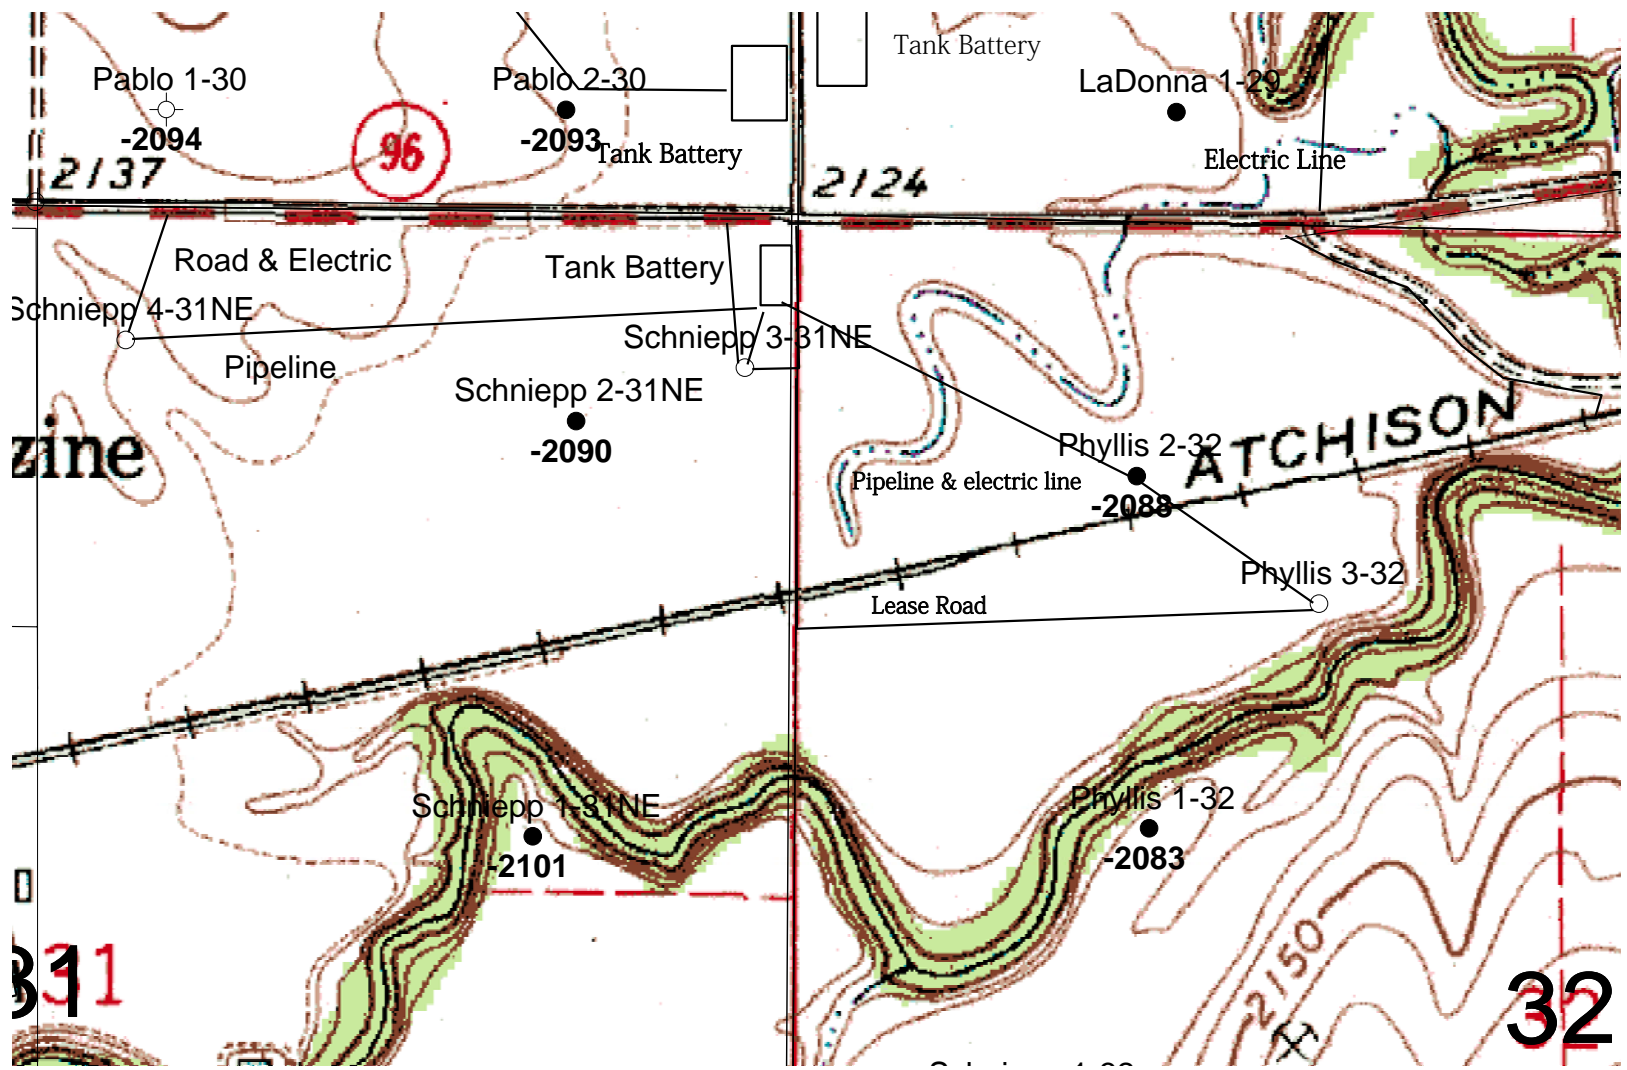 Tank Battery
Pablo 1-30
Pablo 2-30
LaDonna 1-29
-2094
-2093
96
Tank Battery
Electric Line
2137
2124
Road & Electric
Tank Battery
Schniepp 4-31NE
Schniepp 3-31NE
Pipeline
Schniepp 2-31NE
-2090
zine
ATCHISON
Phyllis 2-32
Pipeline & electric line
-2088
Phyllis 3-32
Lease Road
Schniepp 1-31NE
-2101
Phyllis 1-32
-2083
2150
31
31
32
32